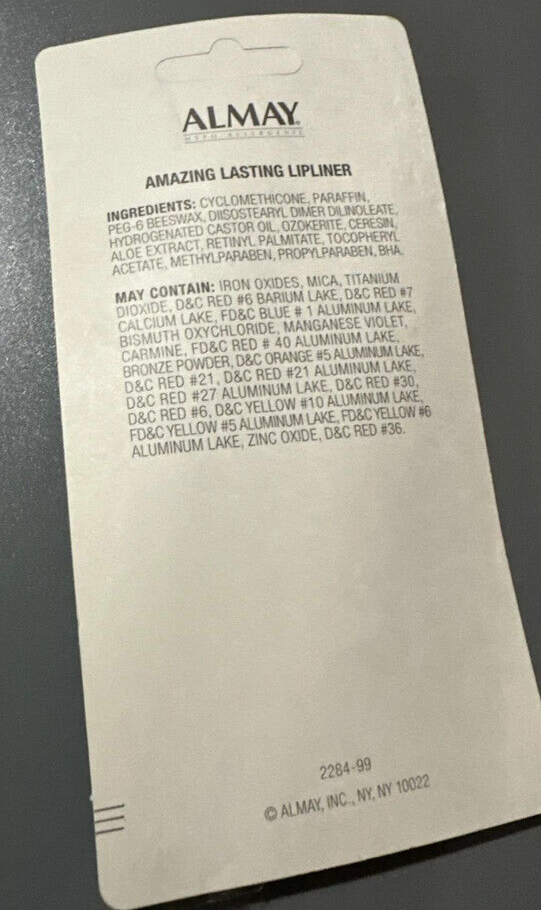 ALMAY
HYPO-ALLERGENIC
AMAZING LASTING LIPLINER
INGREDIENTS: CYCLOMETHICONE, PARAFFIN,
PEG-6 BEESWAX, DIISOSTEARYL DIMER DILINOLEATE,
HYDROGENATED CASTOR OIL, OZOKERITE, CERESIN,
ALOE EXTRACT, RETINYL PALMITATE, TOCOPHERYL
ACETATE, METHYLPARABEN, PROPYLPARABEN, BHA.
MAY CONTAIN: IRON OXIDES, MICA, TITANIUM
DIOXIDE, D&C RED #6 BARIUM LAKE, D&C RED #7
CALCIUM LAKE, FD&C BLUE # 1 ALUMINUM LAKE,
BISMUTH OXYCHLORIDE, MANGANESE VIOLET,
CARMINE, FD&C RED # 40 ALUMINUM LAKE,
BRONZE POWDER, D&C ORANGE #5 ALUMINUM LAKE,
D&C RED #21, D&C RED #21 ALUMINUM LAKE,
D&C RED #27 ALUMINUM LAKE, D&C RED #30,
D&C RED #6, D&C YELLOW #10 ALUMINUM LAKE,
FD&C YELLOW #5 ALUMINUM LAKE, FD&C YELLOW #6
ALUMINUM LAKE, ZINC OXIDE, D&C RED #36.
2284-99
© ALMAY, INC., NY, NY 10022